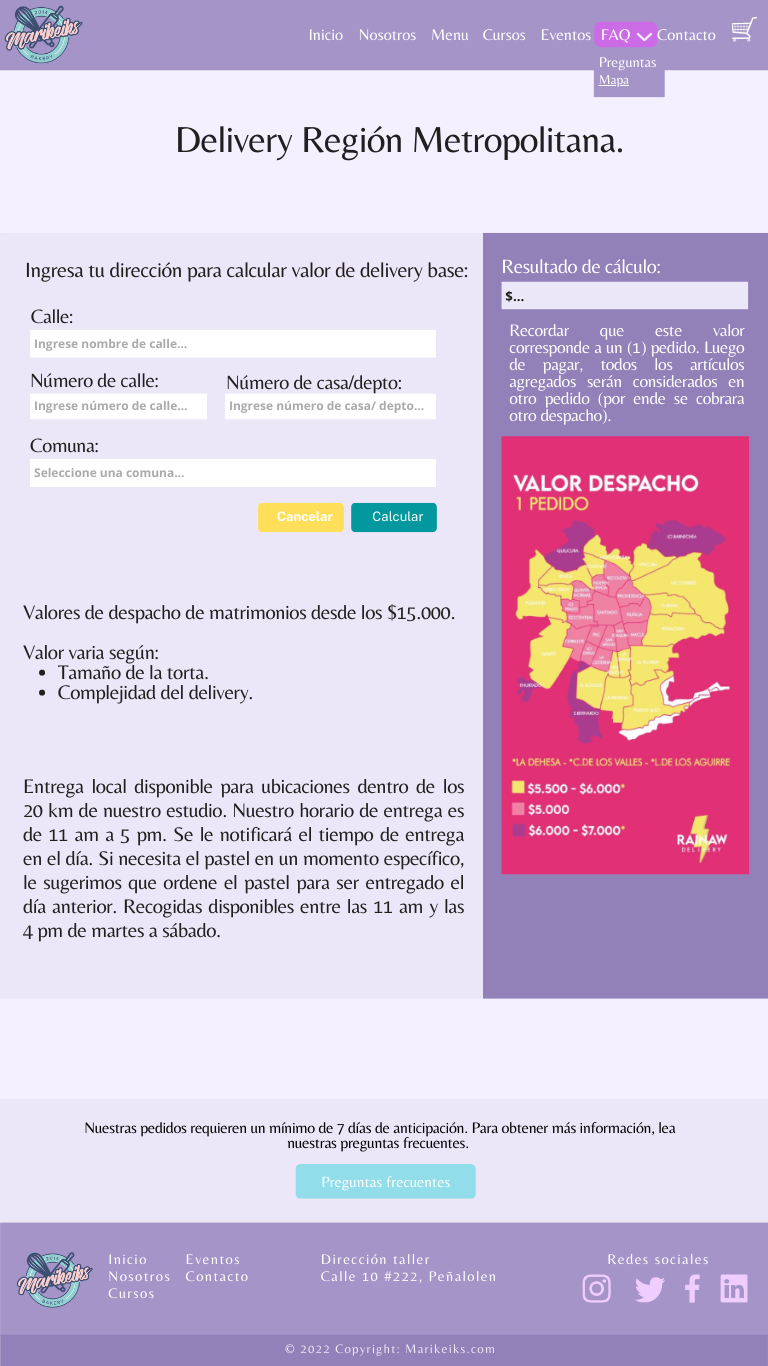 2016
Marikeiks
BAKERY
Inicio Nosotros Menu Cursos Eventos FAQ Contacto
Preguntas
Mapa
Delivery Región Metropolitana.
Ingresa tu dirección para calcular valor de delivery base:
Calle:
Ingrese nombre de calle...
Número de calle: Número de casa/depto:
Ingrese número de calle... Ingrese número de casa/ depto...
Comuna:
Seleccione una comuna...
Cancelar Calcular
Valores de despacho de matrimonios desde los $15.000.
Valor varia según:
• Tamaño de la torta.
• Complejidad del delivery.
Entrega local disponible para ubicaciones dentro de los
20 km de nuestro estudio. Nuestro horario de entrega es
de 11 am a 5 pm. Se le notificará el tiempo de entrega
en el día. Si necesita el pastel en un momento específico,
le sugerimos que ordene el pastel para ser entregado el
día anterior. Recogidas disponibles entre las 11 am y las
4 pm de martes a sábado.
Resultado de cálculo:
$...
Recordar que este valor
corresponde a un (1) pedido. Luego
de pagar, todos los artículos
agregados serán considerados en
otro pedido (por ende se cobrara
otro despacho).
VALOR DESPACHO
1 PEDIDO
QUILICURA
LO BARNECHEA
RECOLETA
PROVIDENCIA
SANTIAGO
ÑUÑOA
MACUL
S.BERNARDO
*LA DEHESA - *C.DE LOS VALLES - *L.DE LOS AGUIRRE
$5.500 - $6.000*
$5.000
$6.000 - $7.000*
RAINAW
DELIVERY
Nuestras pedidos requieren un mínimo de 7 días de anticipación. Para obtener más información, lea
nuestras preguntas frecuentes.
Preguntas frecuentes
2016
Marikeiks
BAKERY
Inicio Eventos
Nosotros Contacto
Cursos
Dirección taller
Calle 10 #222, Peñalolen
Redes sociales
© 2022 Copyright: Marikeiks.com